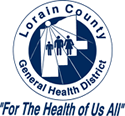 Lorain County
General Health District
"For The Health of Us All"